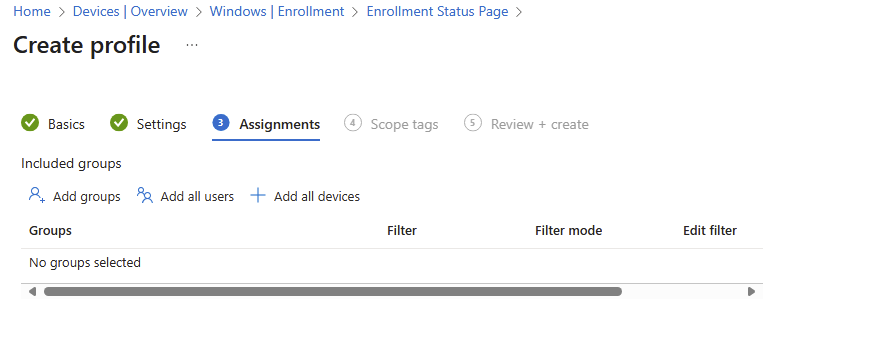 Home > Devices | Overview > Windows | Enrollment > Enrollment Status Page >
Create profile ...
Basics Settings 3 Assignments 4 Scope tags 5 Review + create
Included groups
Add groups Add all users Add all devices
Groups Filter Filter mode Edit filter
No groups selected